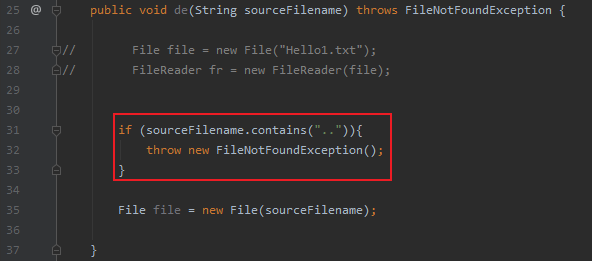 25 @ public void de(String sourceFilename) throws FileNotFoundException {
26
27 // File file = new File("Hello1.txt");
28 // FileReader fr = new FileReader(file);
29
30
31 if (sourceFilename.contains("..")){
32 throw new FileNotFoundException();
33 }
34
35 File file = new File(sourceFilename);
36
37 }